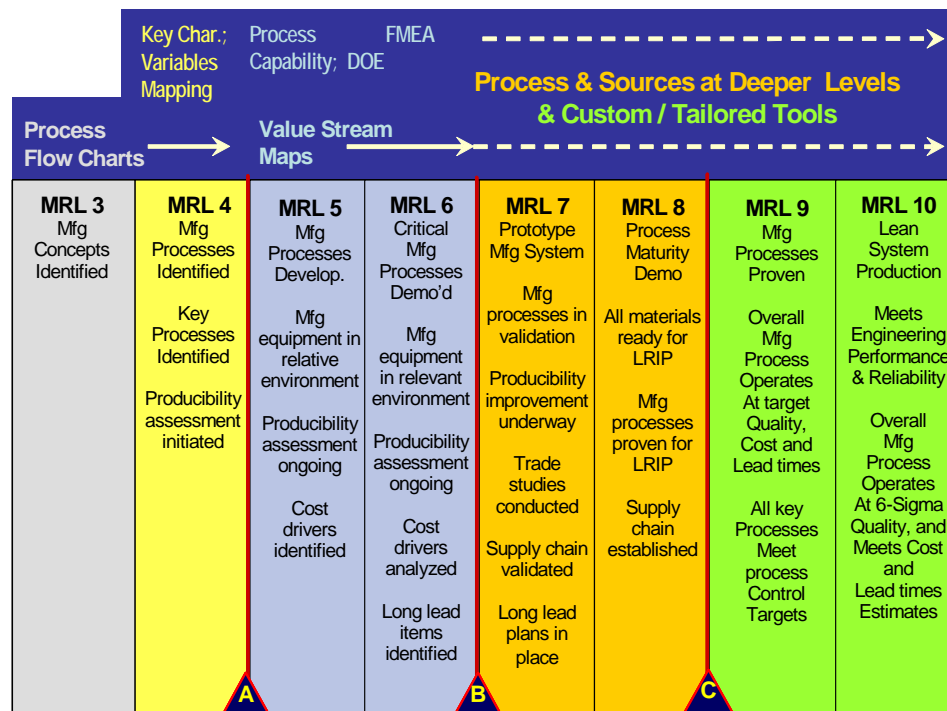 Key Char.;
Variables
Mapping
Process FMEA
Capability; DOE
Process & Sources at Deeper Levels
& Custom / Tailored Tools
Process
Flow Charts
Value Stream
Maps
MRL 3
Mfg
Concepts
Identified
MRL 4
Mfg
Processes
Identified
Key
Processes
Identified
Producibility
assessment
initiated
MRL 5
Mfg
Processes
Develop.
Mfg
equipment in
relative
environment
Producibility
assessment
ongoing
Cost
drivers
identified
MRL 6
Critical
Mfg
Processes
Demo'd
Mfg
equipment
in relevant
environment
Producibility
assessment
ongoing
Cost
drivers
analyzed
Long lead
items
identified
MRL 7
Prototype
Mfg System
Mfg
processes in
validation
Producibility
improvement
underway
Trade
studies
conducted
Supply chain
validated
Long lead
plans in
place
MRL 8
Process
Maturity
Demo
All materials
ready for
LRIP
Mfg
processes
proven for
LRIP
Supply
chain
established
MRL 9
Mfg
Processes
Proven
Overall
Mfg
Process
Operates
At target
Quality,
Cost and
Lead times
All key
Processes
Meet
process
Control
Targets
MRL 10
Lean
System
Production
Meets
Engineering
Performance
& Reliability
Overall
Mfg
Process
Operates
At 6-Sigma
Quality, and
Meets Cost
and
Lead times
Estimates
A
B
C